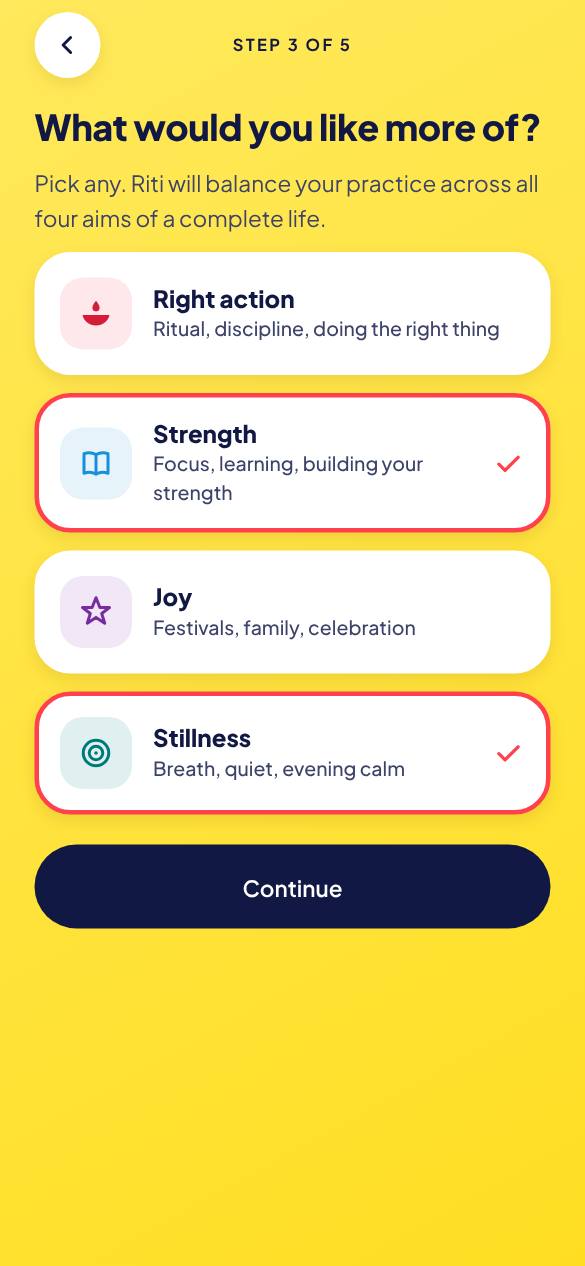 STEP 3 OF 5
What would you like more of?
Pick any. Riti will balance your practice across all
four aims of a complete life.
Right action
Ritual, discipline, doing the right thing
Strength
Focus, learning, building your
strength
Joy
Festivals, family, celebration
Stillness
Breath, quiet, evening calm
Continue